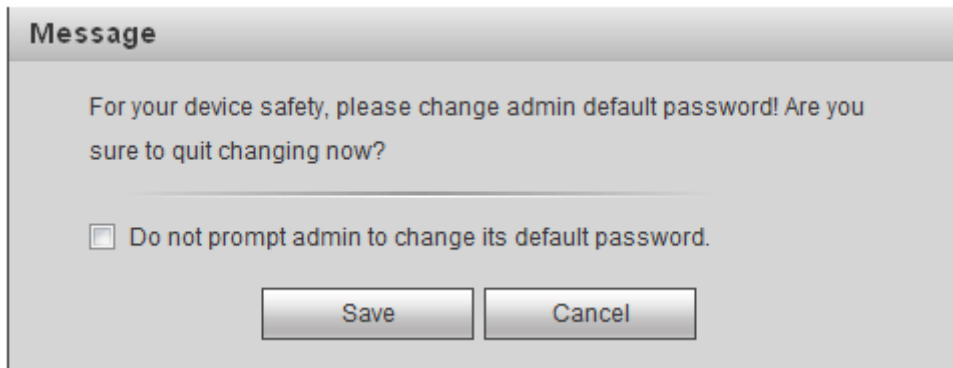 Message
For your device safety, please change admin default password! Are you
sure to quit changing now?
Do not prompt admin to change its default password.
Save
Cancel